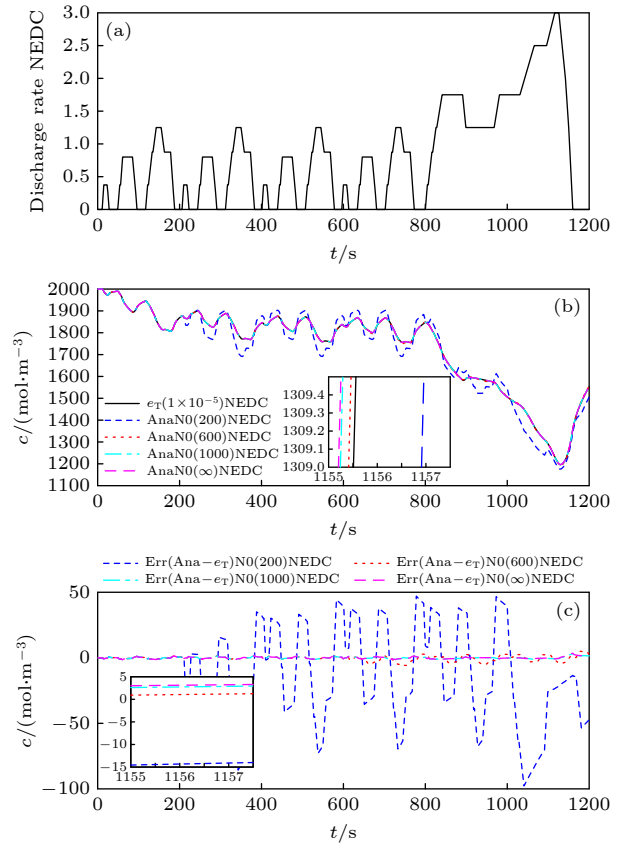 (a)
Discharge rate NEDC
3.0
2.5
2.0
1.5
1.0
0.5
0
0 200 400 600 800 1000 1200
t/s
(b)
c/(mol·m−3)
2000
1900
1800
1700
1600
1500
1400
1300
1200
1100
eT(1×10−5)NEDC
AnaN0(200)NEDC
AnaN0(600)NEDC
AnaN0(1000)NEDC
AnaN0(∞)NEDC
1309.4
1309.3
1309.2
1309.1
1309.0
1155 1156 1157
0 200 400 600 800 1000 1200
t/s
Err(Ana−eT)N0(200)NEDC Err(Ana−eT)N0(600)NEDC
Err(Ana−eT)N0(1000)NEDC Err(Ana−eT)N0(∞)NEDC
(c)
c/(mol·m−3)
50
0
−50
−100
5
0
−5
−10
−15
1155 1156 1157
0 200 400 600 800 1000 1200
t/s